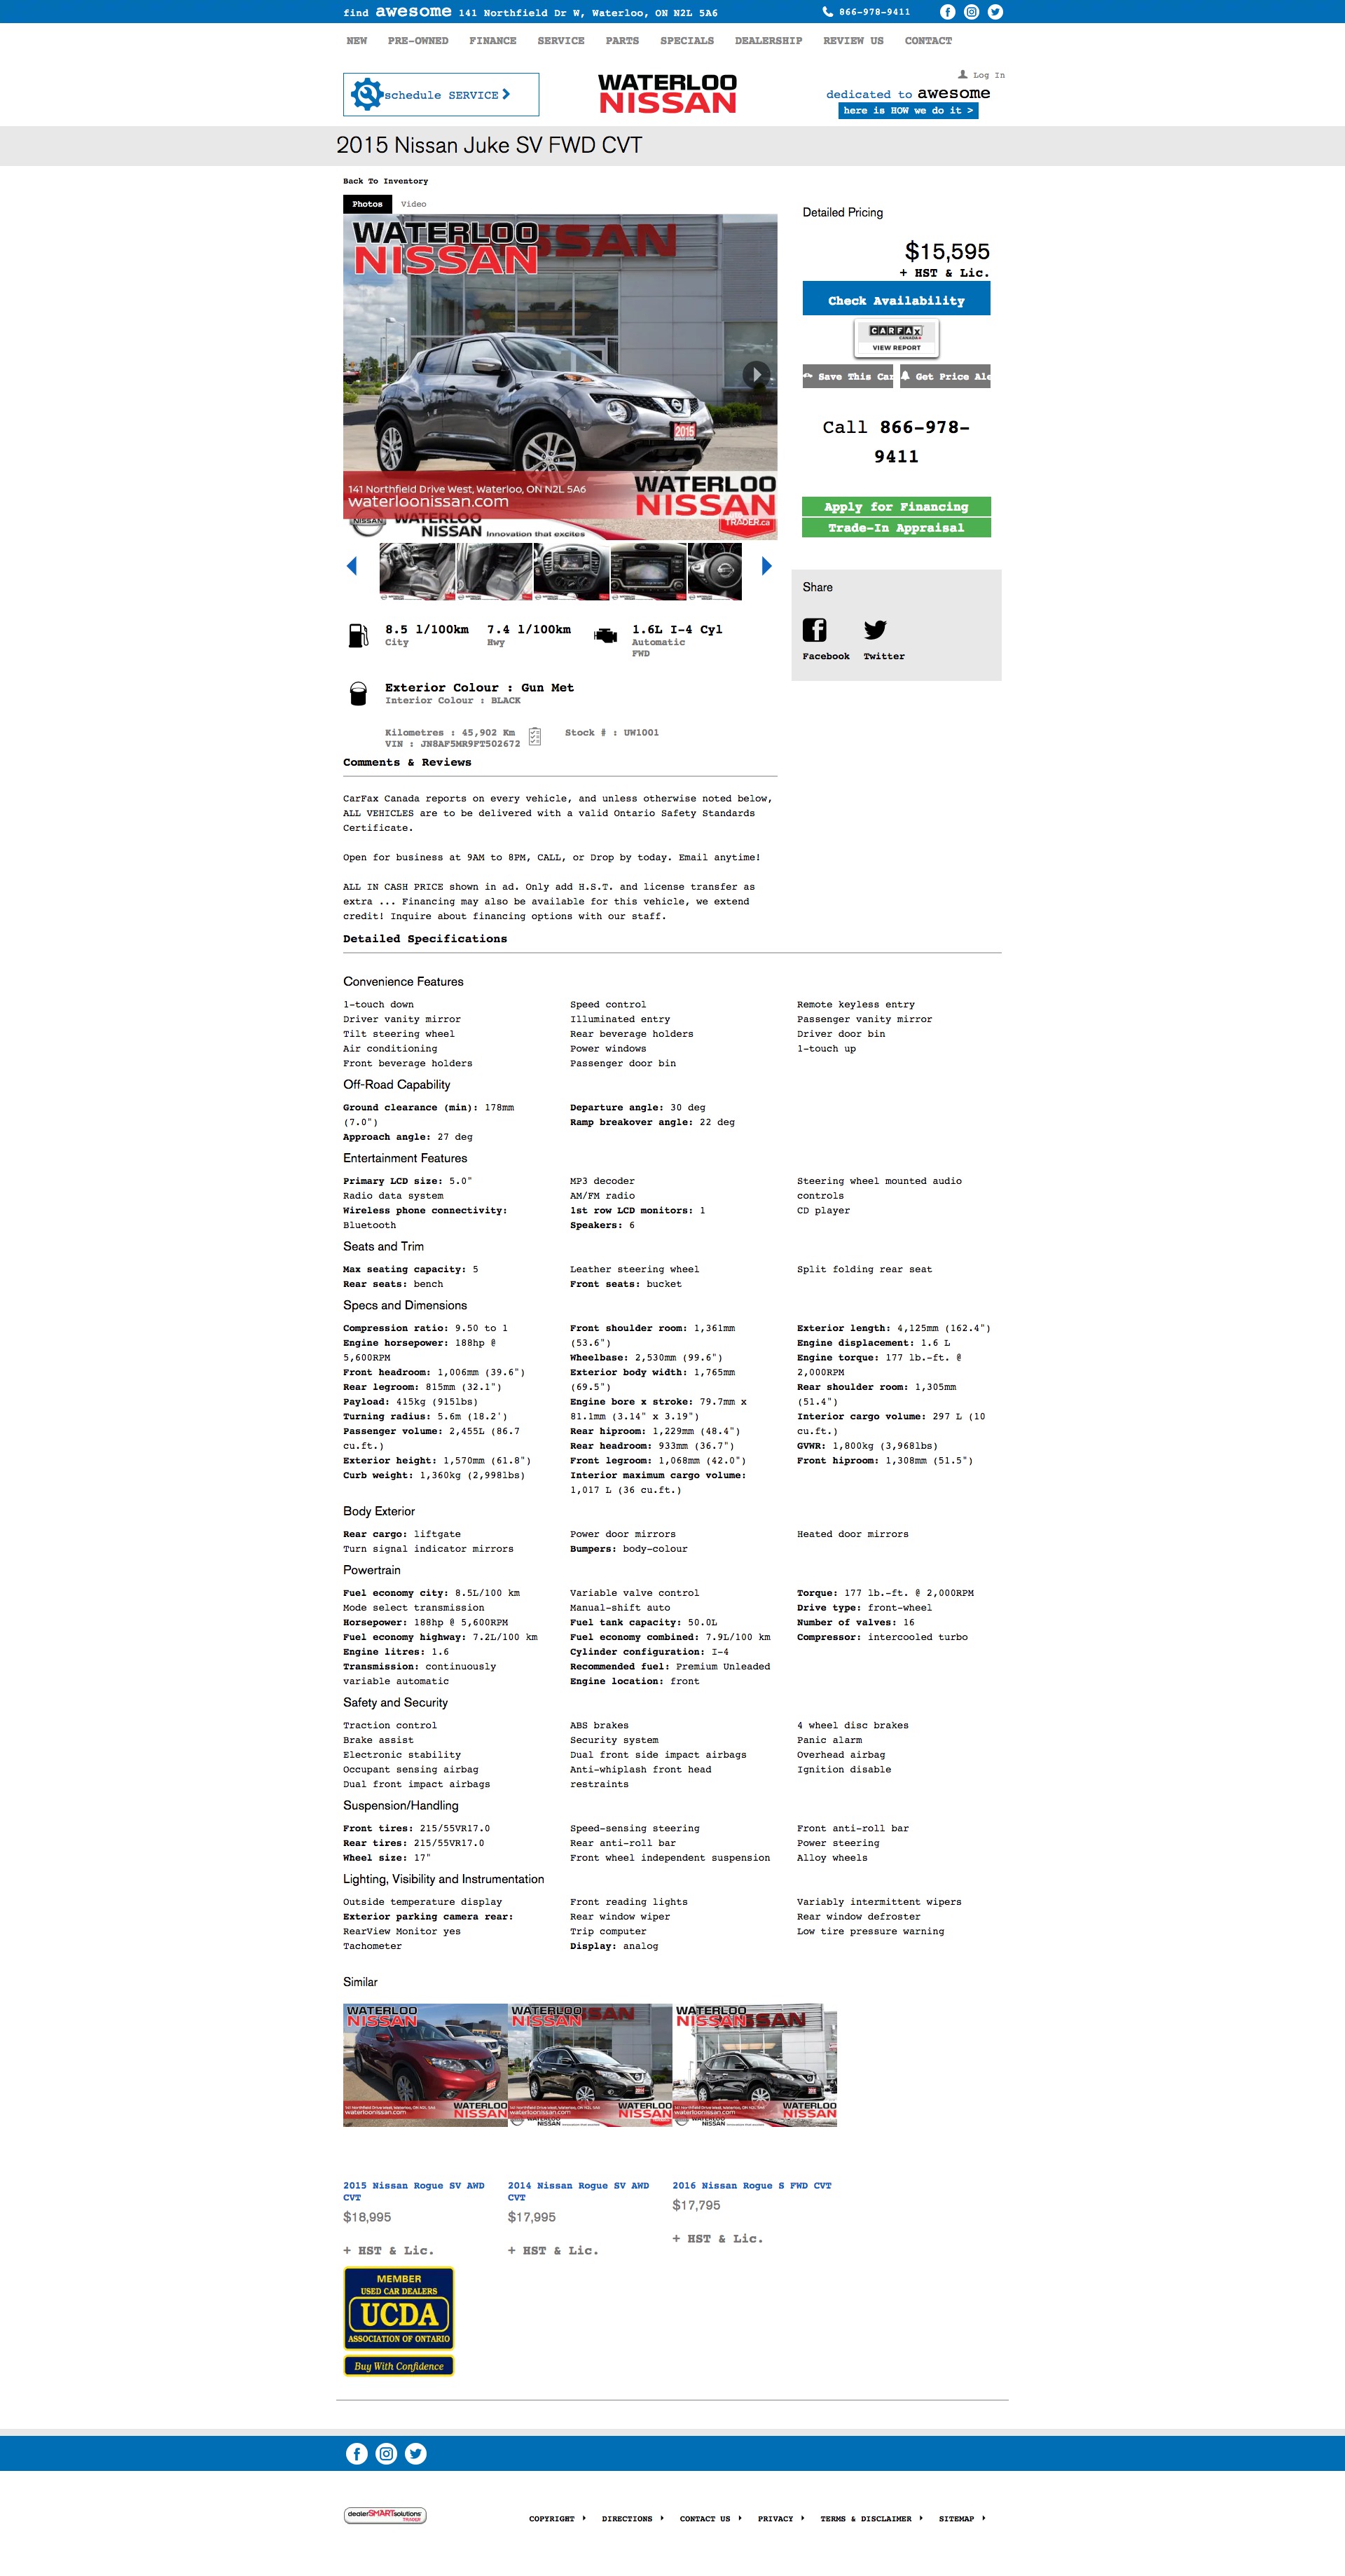 find awesome 141 Northfield Dr W, Waterloo, ON N2L 5A6
866-978-9411
NEW PRE-OWNED FINANCE SERVICE PARTS SPECIALS DEALERSHIP REVIEW US CONTACT
Log In
schedule SERVICE
WATERLOO
NISSAN
dedicated to awesome
here is HOW we do it >
2015 Nissan Juke SV FWD CVT
Back To Inventory
Photos Video
WATERLOO
NISSAN
2015
141 Northfield Drive West, Waterloo, ON N2L 5A6
waterloonissan.com
WATERLOO
NISSAN
NISSAN
WATERLOO
NISSAN Innovation that excites
TRADER.ca
Detailed Pricing
$15,595
+ HST & Lic.
Check Availability
CARFAX
CANADA
VIEW REPORT
Save This Car
Get Price Ale
Call 866-978-
9411
Apply for Financing
Trade-In Appraisal
Share
Facebook Twitter
8.5 l/100km 7.4 l/100km 1.6L I-4 Cyl
City Hwy Automatic
FWD
Exterior Colour : Gun Met
Interior Colour : BLACK
Kilometres : 45,902 Km Stock # : UW1001
VIN : JN8AF5MR9FT502672
Comments & Reviews
CarFax Canada reports on every vehicle, and unless otherwise noted below,
ALL VEHICLES are to be delivered with a valid Ontario Safety Standards
Certificate.
Open for business at 9AM to 8PM, CALL, or Drop by today. Email anytime!
ALL IN CASH PRICE shown in ad. Only add H.S.T. and license transfer as
extra ... Financing may also be available for this vehicle, we extend
credit! Inquire about financing options with our staff.
Detailed Specifications
Convenience Features
1-touch down
Driver vanity mirror
Tilt steering wheel
Air conditioning
Front beverage holders
Speed control
Illuminated entry
Rear beverage holders
Power windows
Passenger door bin
Remote keyless entry
Passenger vanity mirror
Driver door bin
1-touch up
Off-Road Capability
Ground clearance (min): 178mm
(7.0")
Approach angle: 27 deg
Departure angle: 30 deg
Ramp breakover angle: 22 deg
Entertainment Features
Primary LCD size: 5.0"
Radio data system
Wireless phone connectivity:
Bluetooth
MP3 decoder
AM/FM radio
1st row LCD monitors: 1
Speakers: 6
Steering wheel mounted audio
controls
CD player
Seats and Trim
Max seating capacity: 5
Rear seats: bench
Leather steering wheel
Front seats: bucket
Split folding rear seat
Specs and Dimensions
Compression ratio: 9.50 to 1
Engine horsepower: 188hp @
5,600RPM
Front headroom: 1,006mm (39.6")
Rear legroom: 815mm (32.1")
Payload: 415kg (915lbs)
Turning radius: 5.6m (18.2')
Passenger volume: 2,455L (86.7
cu.ft.)
Exterior height: 1,570mm (61.8")
Curb weight: 1,360kg (2,998lbs)
Front shoulder room: 1,361mm
(53.6")
Wheelbase: 2,530mm (99.6")
Exterior body width: 1,765mm
(69.5")
Engine bore x stroke: 79.7mm x
81.1mm (3.14" x 3.19")
Rear hiproom: 1,229mm (48.4")
Rear headroom: 933mm (36.7")
Front legroom: 1,068mm (42.0")
Interior maximum cargo volume:
1,017 L (36 cu.ft.)
Exterior length: 4,125mm (162.4")
Engine displacement: 1.6 L
Engine torque: 177 lb.-ft. @
2,000RPM
Rear shoulder room: 1,305mm
(51.4")
Interior cargo volume: 297 L (10
cu.ft.)
GVWR: 1,800kg (3,968lbs)
Front hiproom: 1,308mm (51.5")
Body Exterior
Rear cargo: liftgate
Turn signal indicator mirrors
Power door mirrors
Bumpers: body-colour
Heated door mirrors
Powertrain
Fuel economy city: 8.5L/100 km
Mode select transmission
Horsepower: 188hp @ 5,600RPM
Fuel economy highway: 7.2L/100 km
Engine litres: 1.6
Transmission: continuously
variable automatic
Variable valve control
Manual-shift auto
Fuel tank capacity: 50.0L
Fuel economy combined: 7.9L/100 km
Cylinder configuration: I-4
Recommended fuel: Premium Unleaded
Engine location: front
Torque: 177 lb.-ft. @ 2,000RPM
Drive type: front-wheel
Number of valves: 16
Compressor: intercooled turbo
Safety and Security
Traction control
Brake assist
Electronic stability
Occupant sensing airbag
Dual front impact airbags
ABS brakes
Security system
Dual front side impact airbags
Anti-whiplash front head
restraints
4 wheel disc brakes
Panic alarm
Overhead airbag
Ignition disable
Suspension/Handling
Front tires: 215/55VR17.0
Rear tires: 215/55VR17.0
Wheel size: 17"
Speed-sensing steering
Rear anti-roll bar
Front wheel independent suspension
Front anti-roll bar
Power steering
Alloy wheels
Lighting, Visibility and Instrumentation
Outside temperature display
Exterior parking camera rear:
RearView Monitor yes
Tachometer
Front reading lights
Rear window wiper
Trip computer
Display: analog
Variably intermittent wipers
Rear window defroster
Low tire pressure warning
Similar
WATERLOO
NISSAN
waterloonissan.com
WATERLOO
NISSAN
WATERLOO
NISSAN
waterloonissan.com
WATERLOO
NISSAN
WATERLOO
NISSAN
waterloonissan.com
WATERLOO
NISSAN
2015 Nissan Rogue SV AWD
CVT
$18,995
+ HST & Lic.
2014 Nissan Rogue SV AWD
CVT
$17,995
+ HST & Lic.
2016 Nissan Rogue S FWD CVT
$17,795
+ HST & Lic.
MEMBER
USED CAR DEALERS
UCDA
ASSOCIATION OF ONTARIO
Buy With Confidence
dealerSMARTsolutions
TRADER
COPYRIGHT DIRECTIONS CONTACT US PRIVACY TERMS & DISCLAIMER SITEMAP